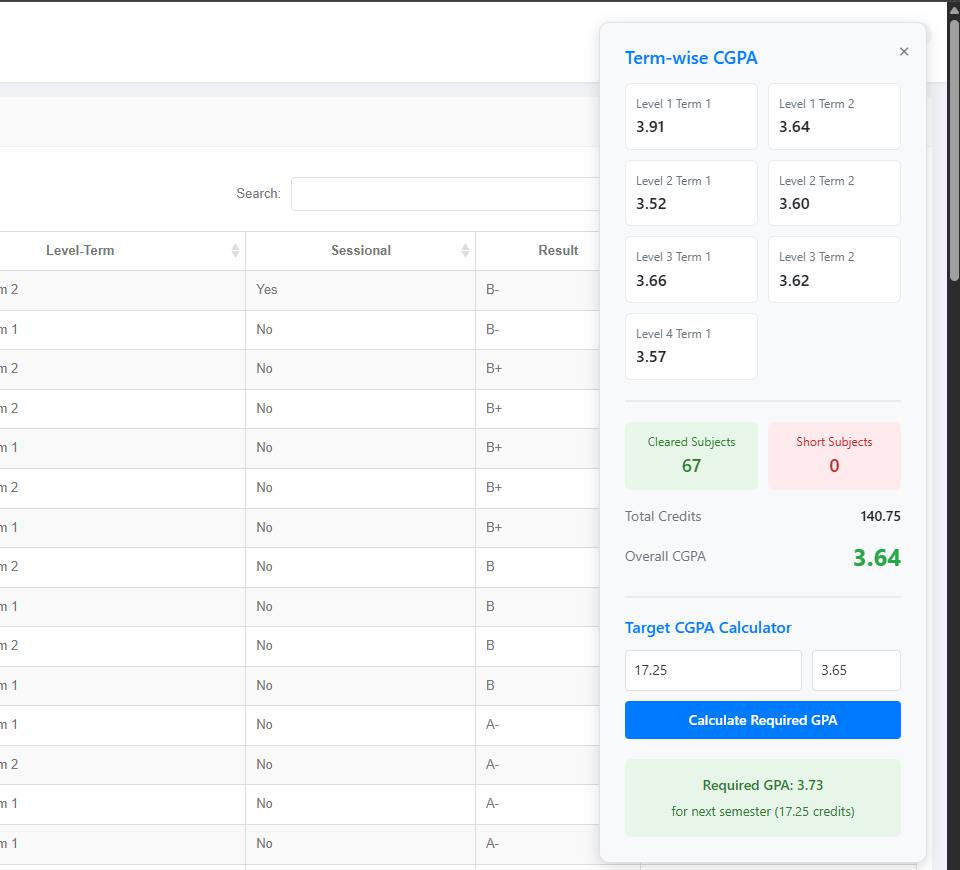 Search:
Level-Term Sessional Result
m 2 Yes B-
m 1 No B-
m 2 No B+
m 2 No B+
m 1 No B+
m 2 No B+
m 1 No B+
m 2 No B
m 1 No B
m 2 No B
m 1 No B
m 1 No A-
m 2 No A-
m 1 No A-
m 1 No A-
Term-wise CGPA ×
Level 1 Term 1 Level 1 Term 2
3.91 3.64
Level 2 Term 1 Level 2 Term 2
3.52 3.60
Level 3 Term 1 Level 3 Term 2
3.66 3.62
Level 4 Term 1
3.57
Cleared Subjects Short Subjects
67 0
Total Credits 140.75
Overall CGPA 3.64
Target CGPA Calculator
17.25 3.65
Calculate Required GPA
Required GPA: 3.73
for next semester (17.25 credits)